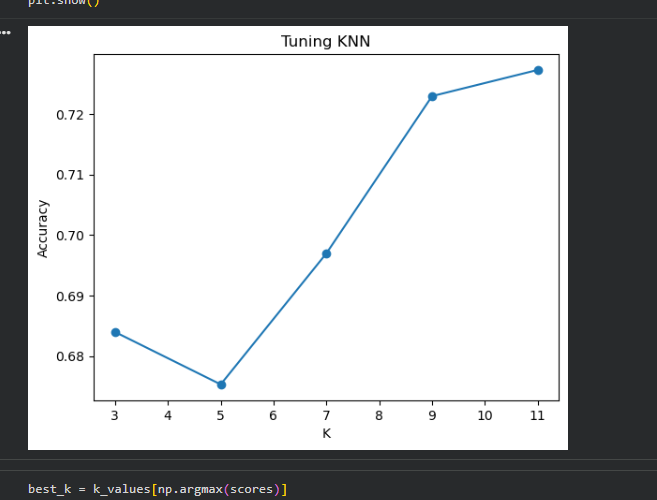 plt.show()
Tuning KNN
0.72
0.71
0.70
0.69
0.68
Accuracy
3 4 5 6 7 8 9 10 11
K
best_k = k_values[np.argmax(scores)]